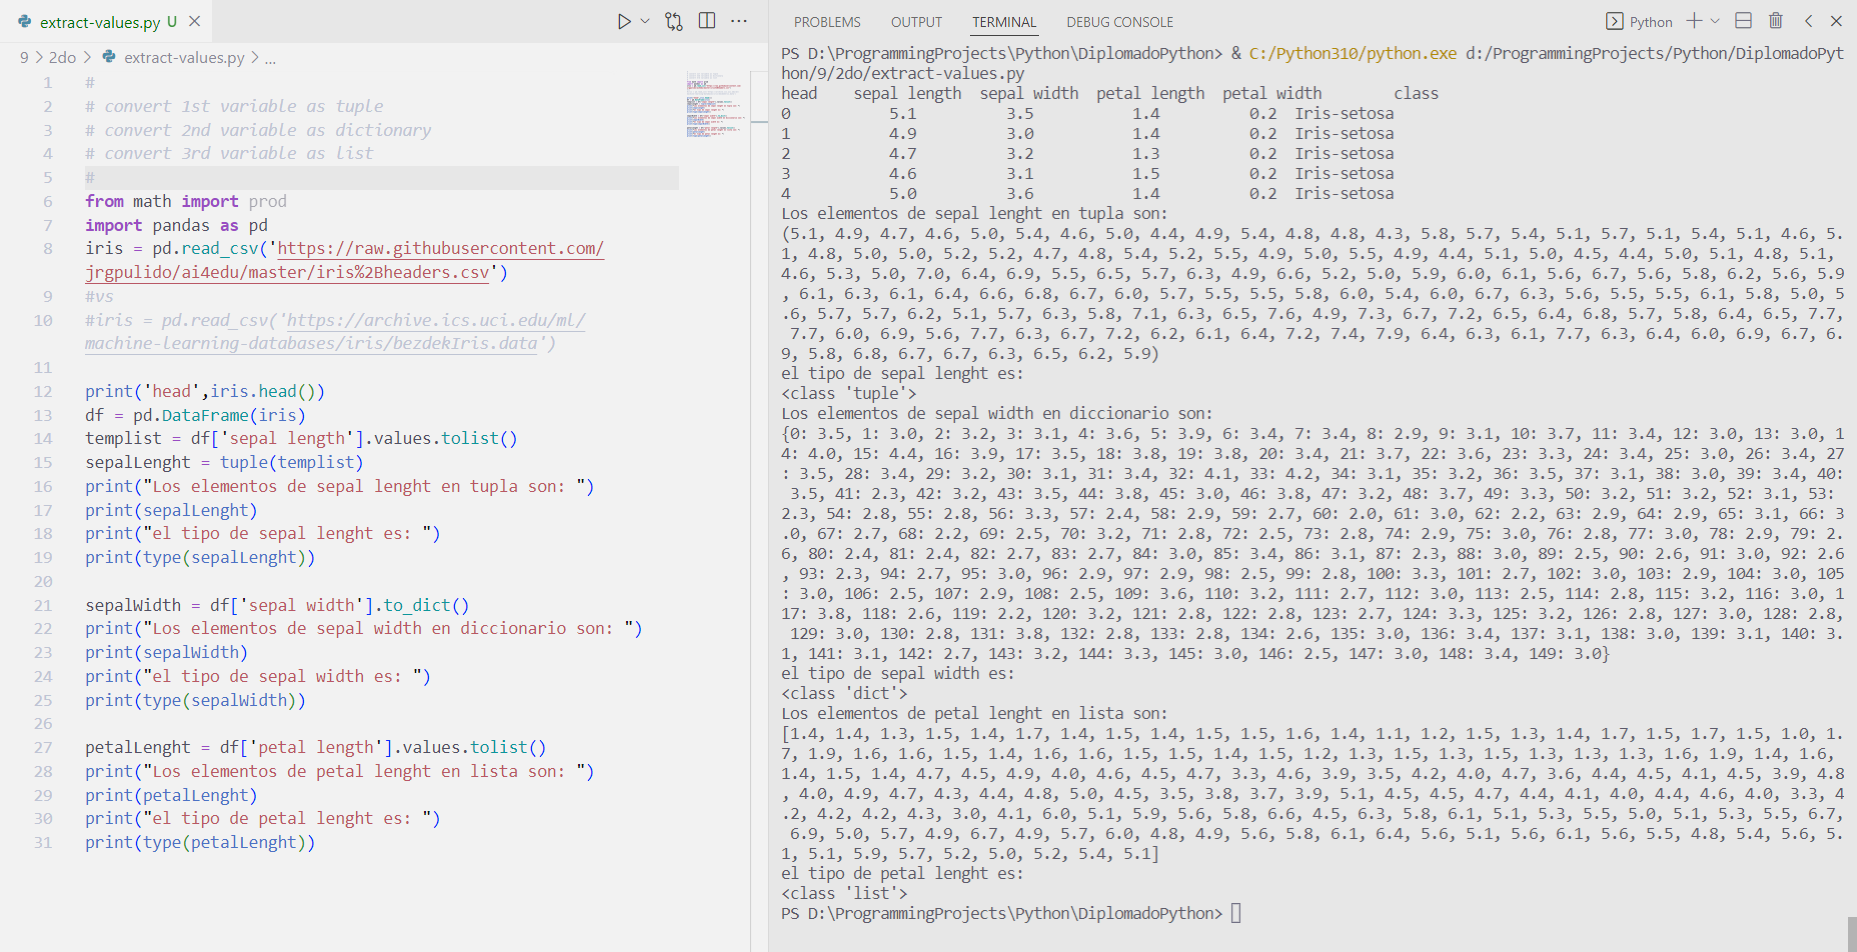 extract-values.py U
9 > 2do > extract-values.py > ...
1 #
2 # convert 1st variable as tuple
3 # convert 2nd variable as dictionary
4 # convert 3rd variable as list
5 #
6 from math import prod
7 import pandas as pd
8 iris = pd.read_csv('https://raw.githubusercontent.com/
jrgpulido/ai4edu/master/iris%2Bheaders.csv')
9 #vs
10 #iris = pd.read_csv('https://archive.ics.uci.edu/ml/
machine-learning-databases/iris/bezdekIris.data')
11
12 print('head',iris.head())
13 df = pd.DataFrame(iris)
14 templist = df['sepal length'].values.tolist()
15 sepalLenght = tuple(templist)
16 print("Los elementos de sepal lenght en tupla son: ")
17 print(sepalLenght)
18 print("el tipo de sepal lenght es: ")
19 print(type(sepalLenght))
20
21 sepalWidth = df['sepal width'].to_dict()
22 print("Los elementos de sepal width en diccionario son: ")
23 print(sepalWidth)
24 print("el tipo de sepal width es: ")
25 print(type(sepalWidth))
26
27 petalLenght = df['petal length'].values.tolist()
28 print("Los elementos de petal lenght en lista son: ")
29 print(petalLenght)
30 print("el tipo de petal lenght es: ")
31 print(type(petalLenght))
PROBLEMS OUTPUT TERMINAL DEBUG CONSOLE Python
PS D:\ProgrammingProjects\Python\DiplomadoPython> & C:/Python310/python.exe d:/ProgrammingProjects/Python/DiplomadoPyt
hon/9/2do/extract-values.py
head sepal length sepal width petal length petal width class
0 5.1 3.5 1.4 0.2 Iris-setosa
1 4.9 3.0 1.4 0.2 Iris-setosa
2 4.7 3.2 1.3 0.2 Iris-setosa
3 4.6 3.1 1.5 0.2 Iris-setosa
4 5.0 3.6 1.4 0.2 Iris-setosa
Los elementos de sepal lenght en tupla son:
(5.1, 4.9, 4.7, 4.6, 5.0, 5.4, 4.6, 5.0, 4.4, 4.9, 5.4, 4.8, 4.8, 4.3, 5.8, 5.7, 5.4, 5.1, 5.7, 5.1, 5.4, 5.1, 4.6, 5.
1, 4.8, 5.0, 5.0, 5.2, 5.2, 4.7, 4.8, 5.4, 5.2, 5.5, 4.9, 5.0, 5.5, 4.9, 4.4, 5.1, 5.0, 4.5, 4.4, 5.0, 5.1, 4.8, 5.1,
4.6, 5.3, 5.0, 7.0, 6.4, 6.9, 5.5, 6.5, 5.7, 6.3, 4.9, 6.6, 5.2, 5.0, 5.9, 6.0, 6.1, 5.6, 6.7, 5.6, 5.8, 6.2, 5.6, 5.9
, 6.1, 6.3, 6.1, 6.4, 6.6, 6.8, 6.7, 6.0, 5.7, 5.5, 5.5, 5.8, 6.0, 5.4, 6.0, 6.7, 6.3, 5.6, 5.5, 5.5, 6.1, 5.8, 5.0, 5
.6, 5.7, 5.7, 6.2, 5.1, 5.7, 6.3, 5.8, 7.1, 6.3, 6.5, 7.6, 4.9, 7.3, 6.7, 7.2, 6.5, 6.4, 6.8, 5.7, 5.8, 6.4, 6.5, 7.7,
7.7, 6.0, 6.9, 5.6, 7.7, 6.3, 6.7, 7.2, 6.2, 6.1, 6.4, 7.2, 7.4, 7.9, 6.4, 6.3, 6.1, 7.7, 6.3, 6.4, 6.0, 6.9, 6.7, 6.
9, 5.8, 6.8, 6.7, 6.7, 6.3, 6.5, 6.2, 5.9)
el tipo de sepal lenght es:
<class 'tuple'>
Los elementos de sepal width en diccionario son:
{0: 3.5, 1: 3.0, 2: 3.2, 3: 3.1, 4: 3.6, 5: 3.9, 6: 3.4, 7: 3.4, 8: 2.9, 9: 3.1, 10: 3.7, 11: 3.4, 12: 3.0, 13: 3.0, 1
4: 4.0, 15: 4.4, 16: 3.9, 17: 3.5, 18: 3.8, 19: 3.8, 20: 3.4, 21: 3.7, 22: 3.6, 23: 3.3, 24: 3.4, 25: 3.0, 26: 3.4, 27
: 3.5, 28: 3.4, 29: 3.2, 30: 3.1, 31: 3.4, 32: 4.1, 33: 4.2, 34: 3.1, 35: 3.2, 36: 3.5, 37: 3.1, 38: 3.0, 39: 3.4, 40:
3.5, 41: 2.3, 42: 3.2, 43: 3.5, 44: 3.8, 45: 3.0, 46: 3.8, 47: 3.2, 48: 3.7, 49: 3.3, 50: 3.2, 51: 3.2, 52: 3.1, 53:
2.3, 54: 2.8, 55: 2.8, 56: 3.3, 57: 2.4, 58: 2.9, 59: 2.7, 60: 2.0, 61: 3.0, 62: 2.2, 63: 2.9, 64: 2.9, 65: 3.1, 66: 3
.0, 67: 2.7, 68: 2.2, 69: 2.5, 70: 3.2, 71: 2.8, 72: 2.5, 73: 2.8, 74: 2.9, 75: 3.0, 76: 2.8, 77: 3.0, 78: 2.9, 79: 2.
6, 80: 2.4, 81: 2.4, 82: 2.7, 83: 2.7, 84: 3.0, 85: 3.4, 86: 3.1, 87: 2.3, 88: 3.0, 89: 2.5, 90: 2.6, 91: 3.0, 92: 2.6
, 93: 2.3, 94: 2.7, 95: 3.0, 96: 2.9, 97: 2.9, 98: 2.5, 99: 2.8, 100: 3.3, 101: 2.7, 102: 3.0, 103: 2.9, 104: 3.0, 105
: 3.0, 106: 2.5, 107: 2.9, 108: 2.5, 109: 3.6, 110: 3.2, 111: 2.7, 112: 3.0, 113: 2.5, 114: 2.8, 115: 3.2, 116: 3.0, 1
17: 3.8, 118: 2.6, 119: 2.2, 120: 3.2, 121: 2.8, 122: 2.8, 123: 2.7, 124: 3.3, 125: 3.2, 126: 2.8, 127: 3.0, 128: 2.8,
129: 3.0, 130: 2.8, 131: 3.8, 132: 2.8, 133: 2.8, 134: 2.6, 135: 3.0, 136: 3.4, 137: 3.1, 138: 3.0, 139: 3.1, 140: 3.
1, 141: 3.1, 142: 2.7, 143: 3.2, 144: 3.3, 145: 3.0, 146: 2.5, 147: 3.0, 148: 3.4, 149: 3.0}
el tipo de sepal width es:
<class 'dict'>
Los elementos de petal lenght en lista son:
[1.4, 1.4, 1.3, 1.5, 1.4, 1.7, 1.4, 1.5, 1.4, 1.5, 1.5, 1.6, 1.4, 1.1, 1.2, 1.5, 1.3, 1.4, 1.7, 1.5, 1.7, 1.5, 1.0, 1.
7, 1.9, 1.6, 1.6, 1.5, 1.4, 1.6, 1.6, 1.5, 1.5, 1.4, 1.5, 1.2, 1.3, 1.5, 1.3, 1.5, 1.3, 1.3, 1.3, 1.6, 1.9, 1.4, 1.6,
1.4, 1.5, 1.4, 4.7, 4.5, 4.9, 4.0, 4.6, 4.5, 4.7, 3.3, 4.6, 3.9, 3.5, 4.2, 4.0, 4.7, 3.6, 4.4, 4.5, 4.1, 4.5, 3.9, 4.8
, 4.0, 4.9, 4.7, 4.3, 4.4, 4.8, 5.0, 4.5, 3.5, 3.8, 3.7, 3.9, 5.1, 4.5, 4.5, 4.7, 4.4, 4.1, 4.0, 4.4, 4.6, 4.0, 3.3, 4
.2, 4.2, 4.2, 4.3, 3.0, 4.1, 6.0, 5.1, 5.9, 5.6, 5.8, 6.6, 4.5, 6.3, 5.8, 6.1, 5.1, 5.3, 5.5, 5.0, 5.1, 5.3, 5.5, 6.7,
6.9, 5.0, 5.7, 4.9, 6.7, 4.9, 5.7, 6.0, 4.8, 4.9, 5.6, 5.8, 6.1, 6.4, 5.6, 5.1, 5.6, 6.1, 5.6, 5.5, 4.8, 5.4, 5.6, 5.
1, 5.1, 5.9, 5.7, 5.2, 5.0, 5.2, 5.4, 5.1]
el tipo de petal lenght es:
<class 'list'>
PS D:\ProgrammingProjects\Python\DiplomadoPython>